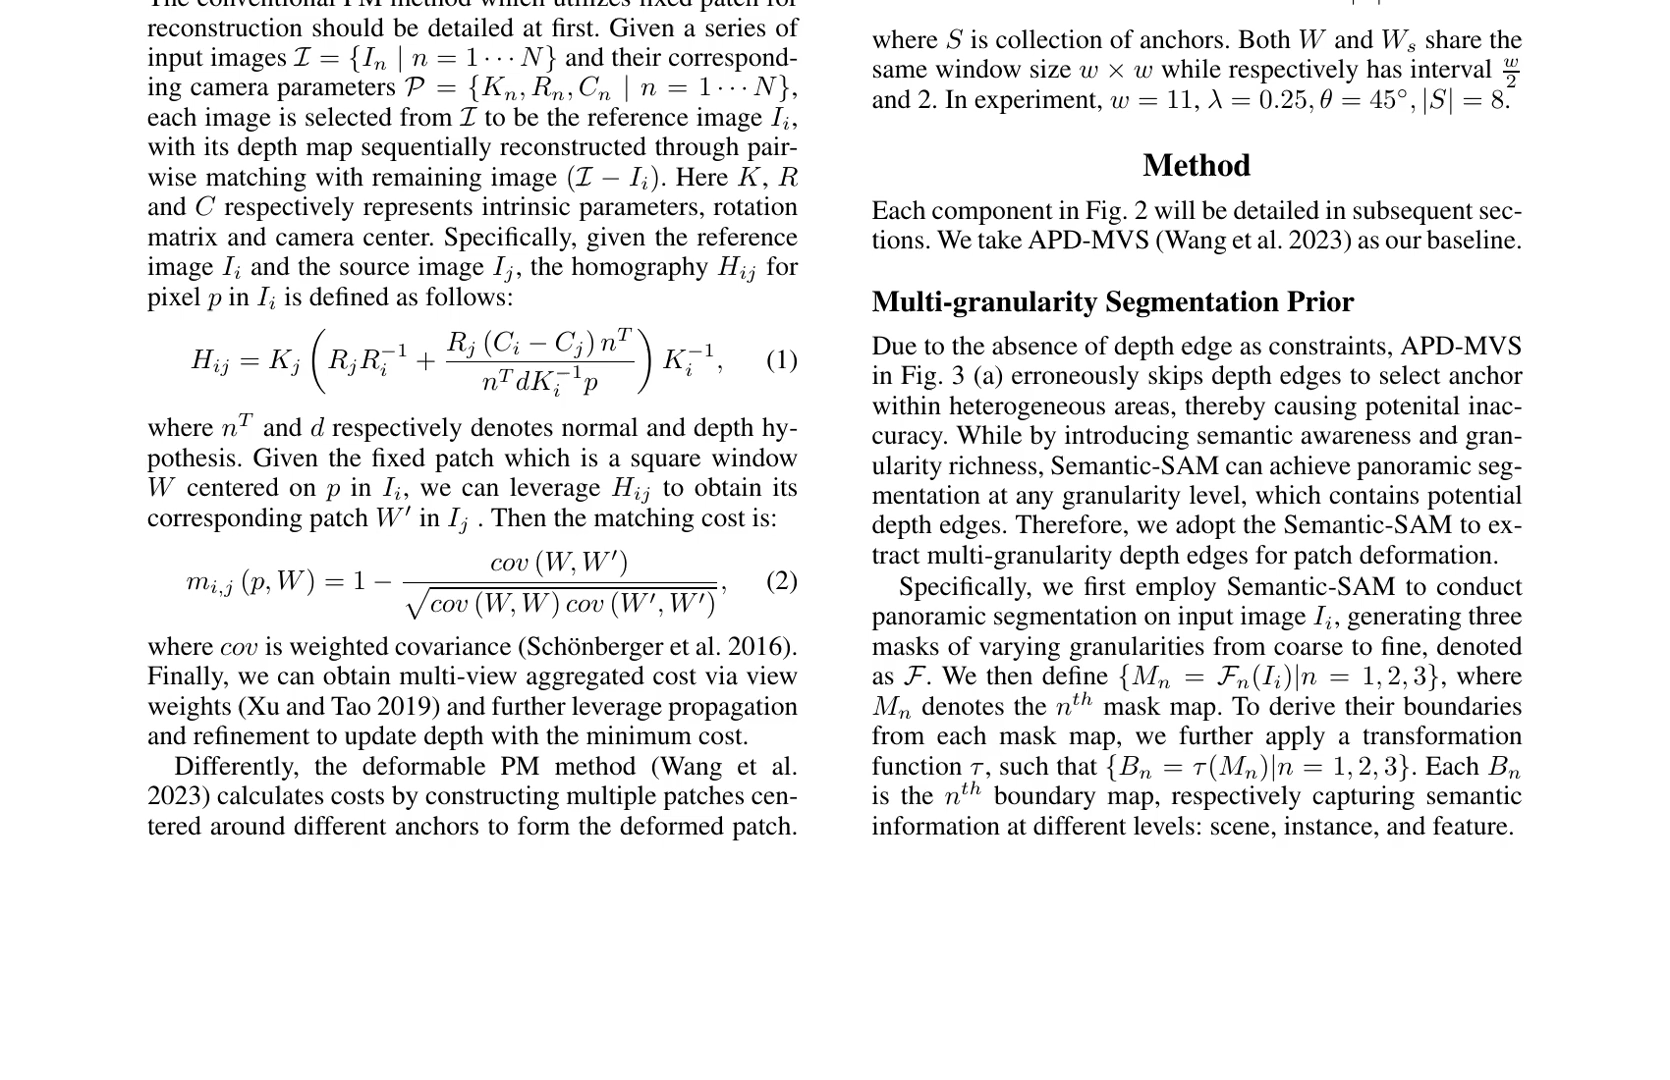 reconstruction should be detailed at first. Given a series of
input images ℐ = {I_n | n = 1 ⋯ N} and their correspond-
ing camera parameters 𝒫 = {K_n, R_n, C_n | n = 1 ⋯ N},
each image is selected from ℐ to be the reference image I_i,
with its depth map sequentially reconstructed through pair-
wise matching with remaining image (ℐ − I_i). Here K, R
and C respectively represents intrinsic parameters, rotation
matrix and camera center. Specifically, given the reference
image I_i and the source image I_j, the homography H_{ij} for
pixel p in I_i is defined as follows:
H_{ij} = K_j ( R_j R_i^{-1} + \frac{R_j (C_i − C_j) n^T}{n^T d K_i^{-1} p} ) K_i^{-1}, (1)
where n^T and d respectively denotes normal and depth hy-
pothesis. Given the fixed patch which is a square window
W centered on p in I_i, we can leverage H_{ij} to obtain its
corresponding patch W′ in I_j . Then the matching cost is:
m_{i,j} (p, W) = 1 − \frac{cov (W, W′)}{\sqrt{cov (W, W) cov (W′, W′)}}, (2)
where cov is weighted covariance (Schönberger et al. 2016).
Finally, we can obtain multi-view aggregated cost via view
weights (Xu and Tao 2019) and further leverage propagation
and refinement to update depth with the minimum cost.
Differently, the deformable PM method (Wang et al.
2023) calculates costs by constructing multiple patches cen-
tered around different anchors to form the deformed patch.
where S is collection of anchors. Both W and W_s share the
same window size w × w while respectively has interval \frac{w}{2}
and 2. In experiment, w = 11, λ = 0.25, θ = 45°, |S| = 8.
Method
Each component in Fig. 2 will be detailed in subsequent sec-
tions. We take APD-MVS (Wang et al. 2023) as our baseline.
Multi-granularity Segmentation Prior
Due to the absence of depth edge as constraints, APD-MVS
in Fig. 3 (a) erroneously skips depth edges to select anchor
within heterogeneous areas, thereby causing potenital inac-
curacy. While by introducing semantic awareness and gran-
ularity richness, Semantic-SAM can achieve panoramic seg-
mentation at any granularity level, which contains potential
depth edges. Therefore, we adopt the Semantic-SAM to ex-
tract multi-granularity depth edges for patch deformation.
Specifically, we first employ Semantic-SAM to conduct
panoramic segmentation on input image I_i, generating three
masks of varying granularities from coarse to fine, denoted
as ℱ. We then define {M_n = ℱ_n(I_i)|n = 1, 2, 3}, where
M_n denotes the n^{th} mask map. To derive their boundaries
from each mask map, we further apply a transformation
function τ, such that {B_n = τ(M_n)|n = 1, 2, 3}. Each B_n
is the n^{th} boundary map, respectively capturing semantic
information at different levels: scene, instance, and feature.